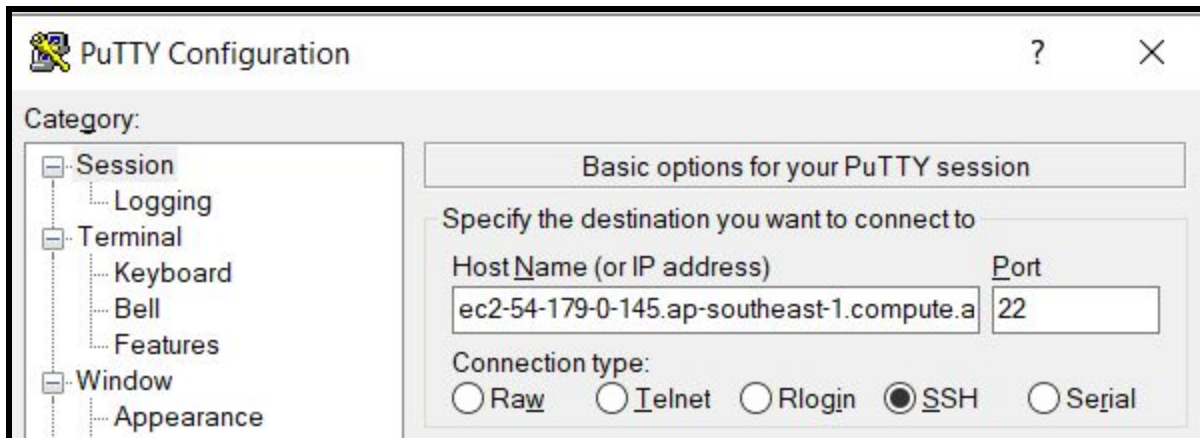 PuTTY Configuration ? ×
Category:
Session
Logging
Terminal
Keyboard
Bell
Features
Window
Appearance
Basic options for your PuTTY session
Specify the destination you want to connect to
Host Name (or IP address) Port
ec2-54-179-0-145.ap-southeast-1.compute.a 22
Connection type:
Raw Telnet Rlogin SSH Serial